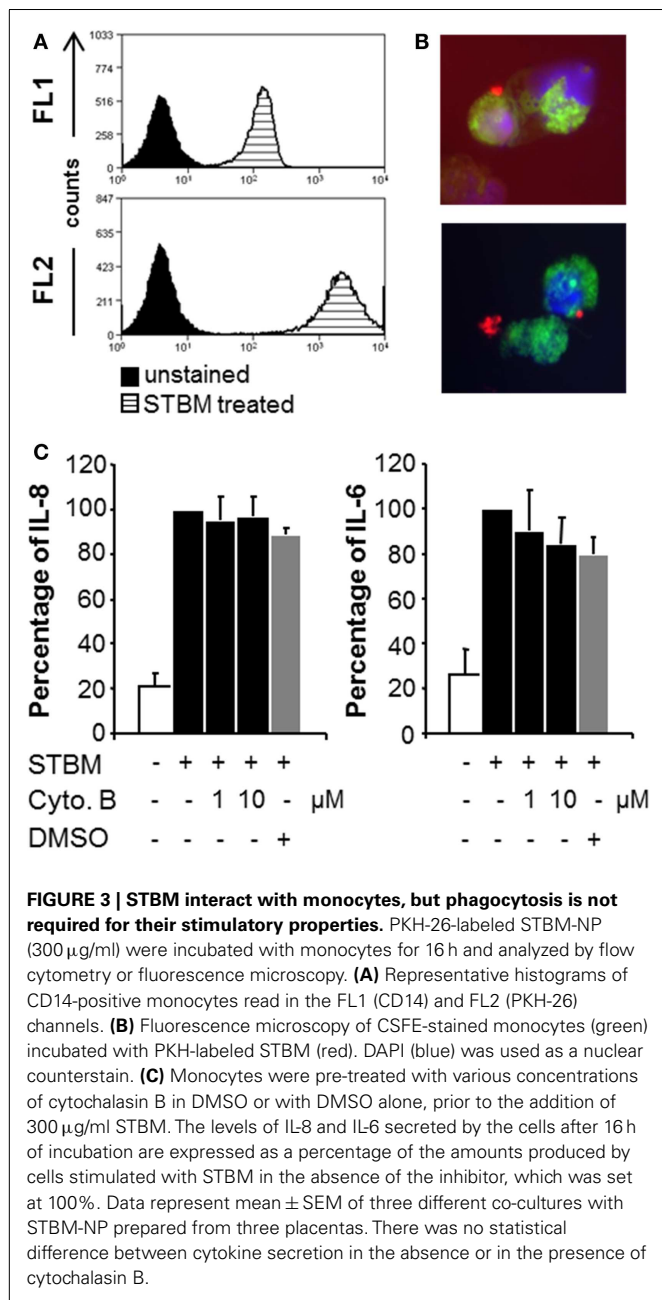 A
B
FL1
counts
FL2
1033
774
516
258
0
10⁰ 10¹ 10² 10³ 10⁴
847
635
423
211
0
10⁰ 10¹ 10² 10³ 10⁴
unstained
STBM treated
C
Percentage of IL-8
120
100
80
60
40
20
0
Percentage of IL-6
120
100
80
60
40
20
0
STBM - + + + + - + + + +
Cyto. B - - 1 10 - µM - - 1 10 - µM
DMSO - - - - + - - - - +
FIGURE 3 | STBM interact with monocytes, but phagocytosis is not
required for their stimulatory properties. PKH-26-labeled STBM-NP
(300 µg/ml) were incubated with monocytes for 16 h and analyzed by flow
cytometry or fluorescence microscopy. (A) Representative histograms of
CD14-positive monocytes read in the FL1 (CD14) and FL2 (PKH-26)
channels. (B) Fluorescence microscopy of CSFE-stained monocytes (green)
incubated with PKH-labeled STBM (red). DAPI (blue) was used as a nuclear
counterstain. (C) Monocytes were pre-treated with various concentrations
of cytochalasin B in DMSO or with DMSO alone, prior to the addition of
300 µg/ml STBM. The levels of IL-8 and IL-6 secreted by the cells after 16 h
of incubation are expressed as a percentage of the amounts produced by
cells stimulated with STBM in the absence of the inhibitor, which was set
at 100%. Data represent mean ± SEM of three different co-cultures with
STBM-NP prepared from three placentas. There was no statistical
difference between cytokine secretion in the absence or in the presence of
cytochalasin B.